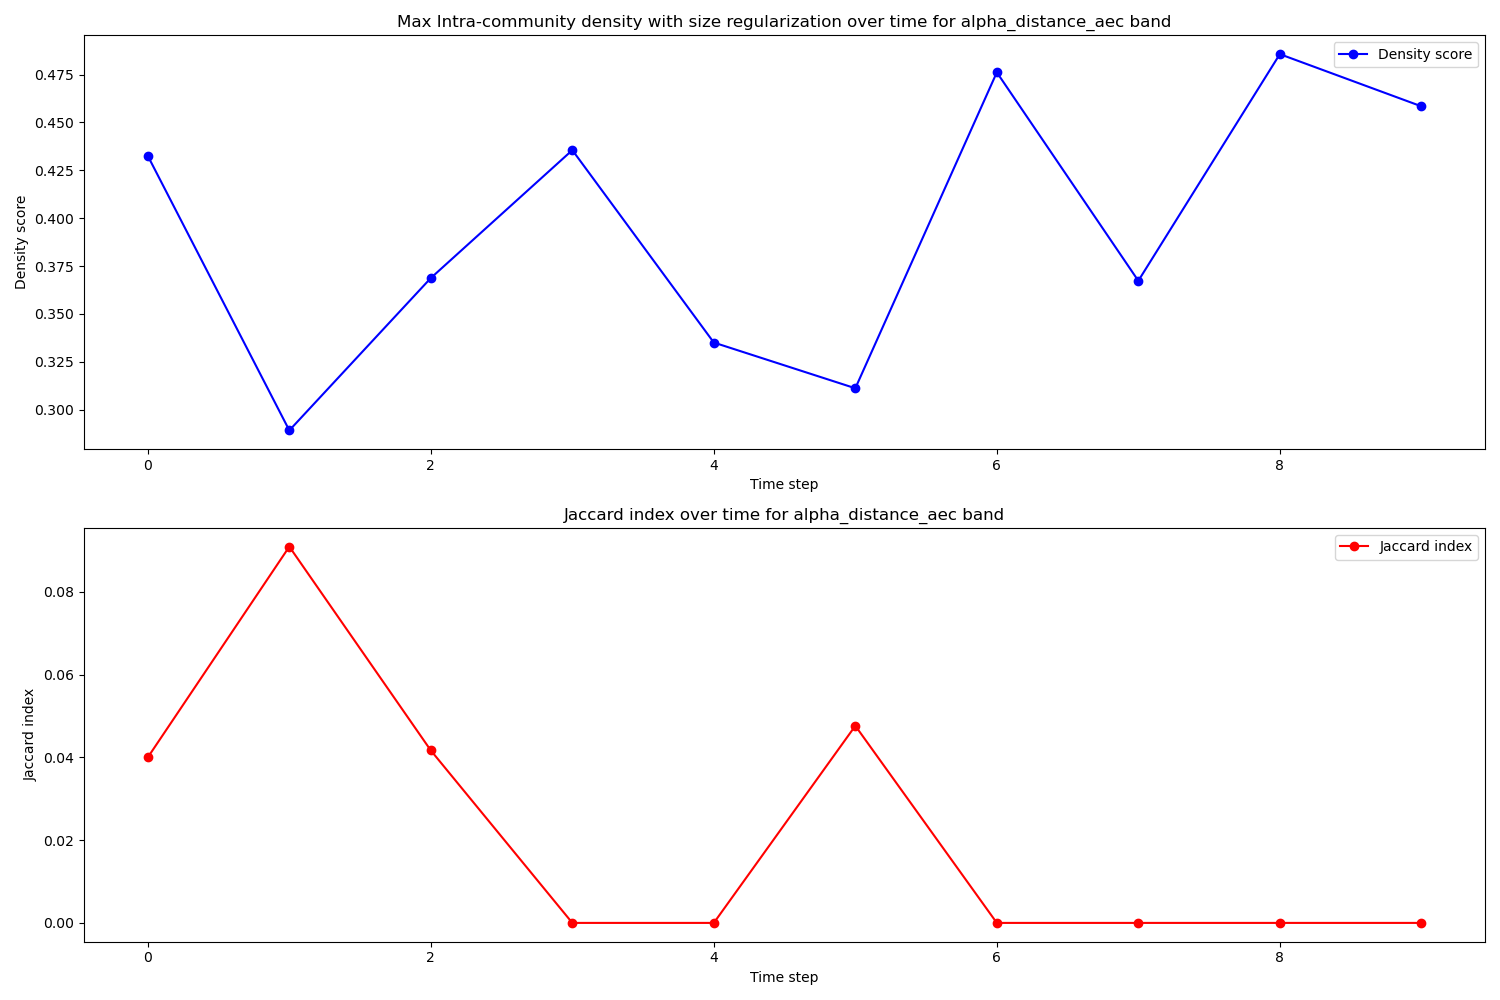 Max Intra-community density with size regularization over time for alpha_distance_aec band
Density score
0.475
0.450
0.425
0.400
0.375
0.350
0.325
0.300
Density score
0 2 4 6 8
Time step
Jaccard index over time for alpha_distance_aec band
Jaccard index
0.08
0.06
0.04
0.02
0.00
Jaccard index
0 2 4 6 8
Time step